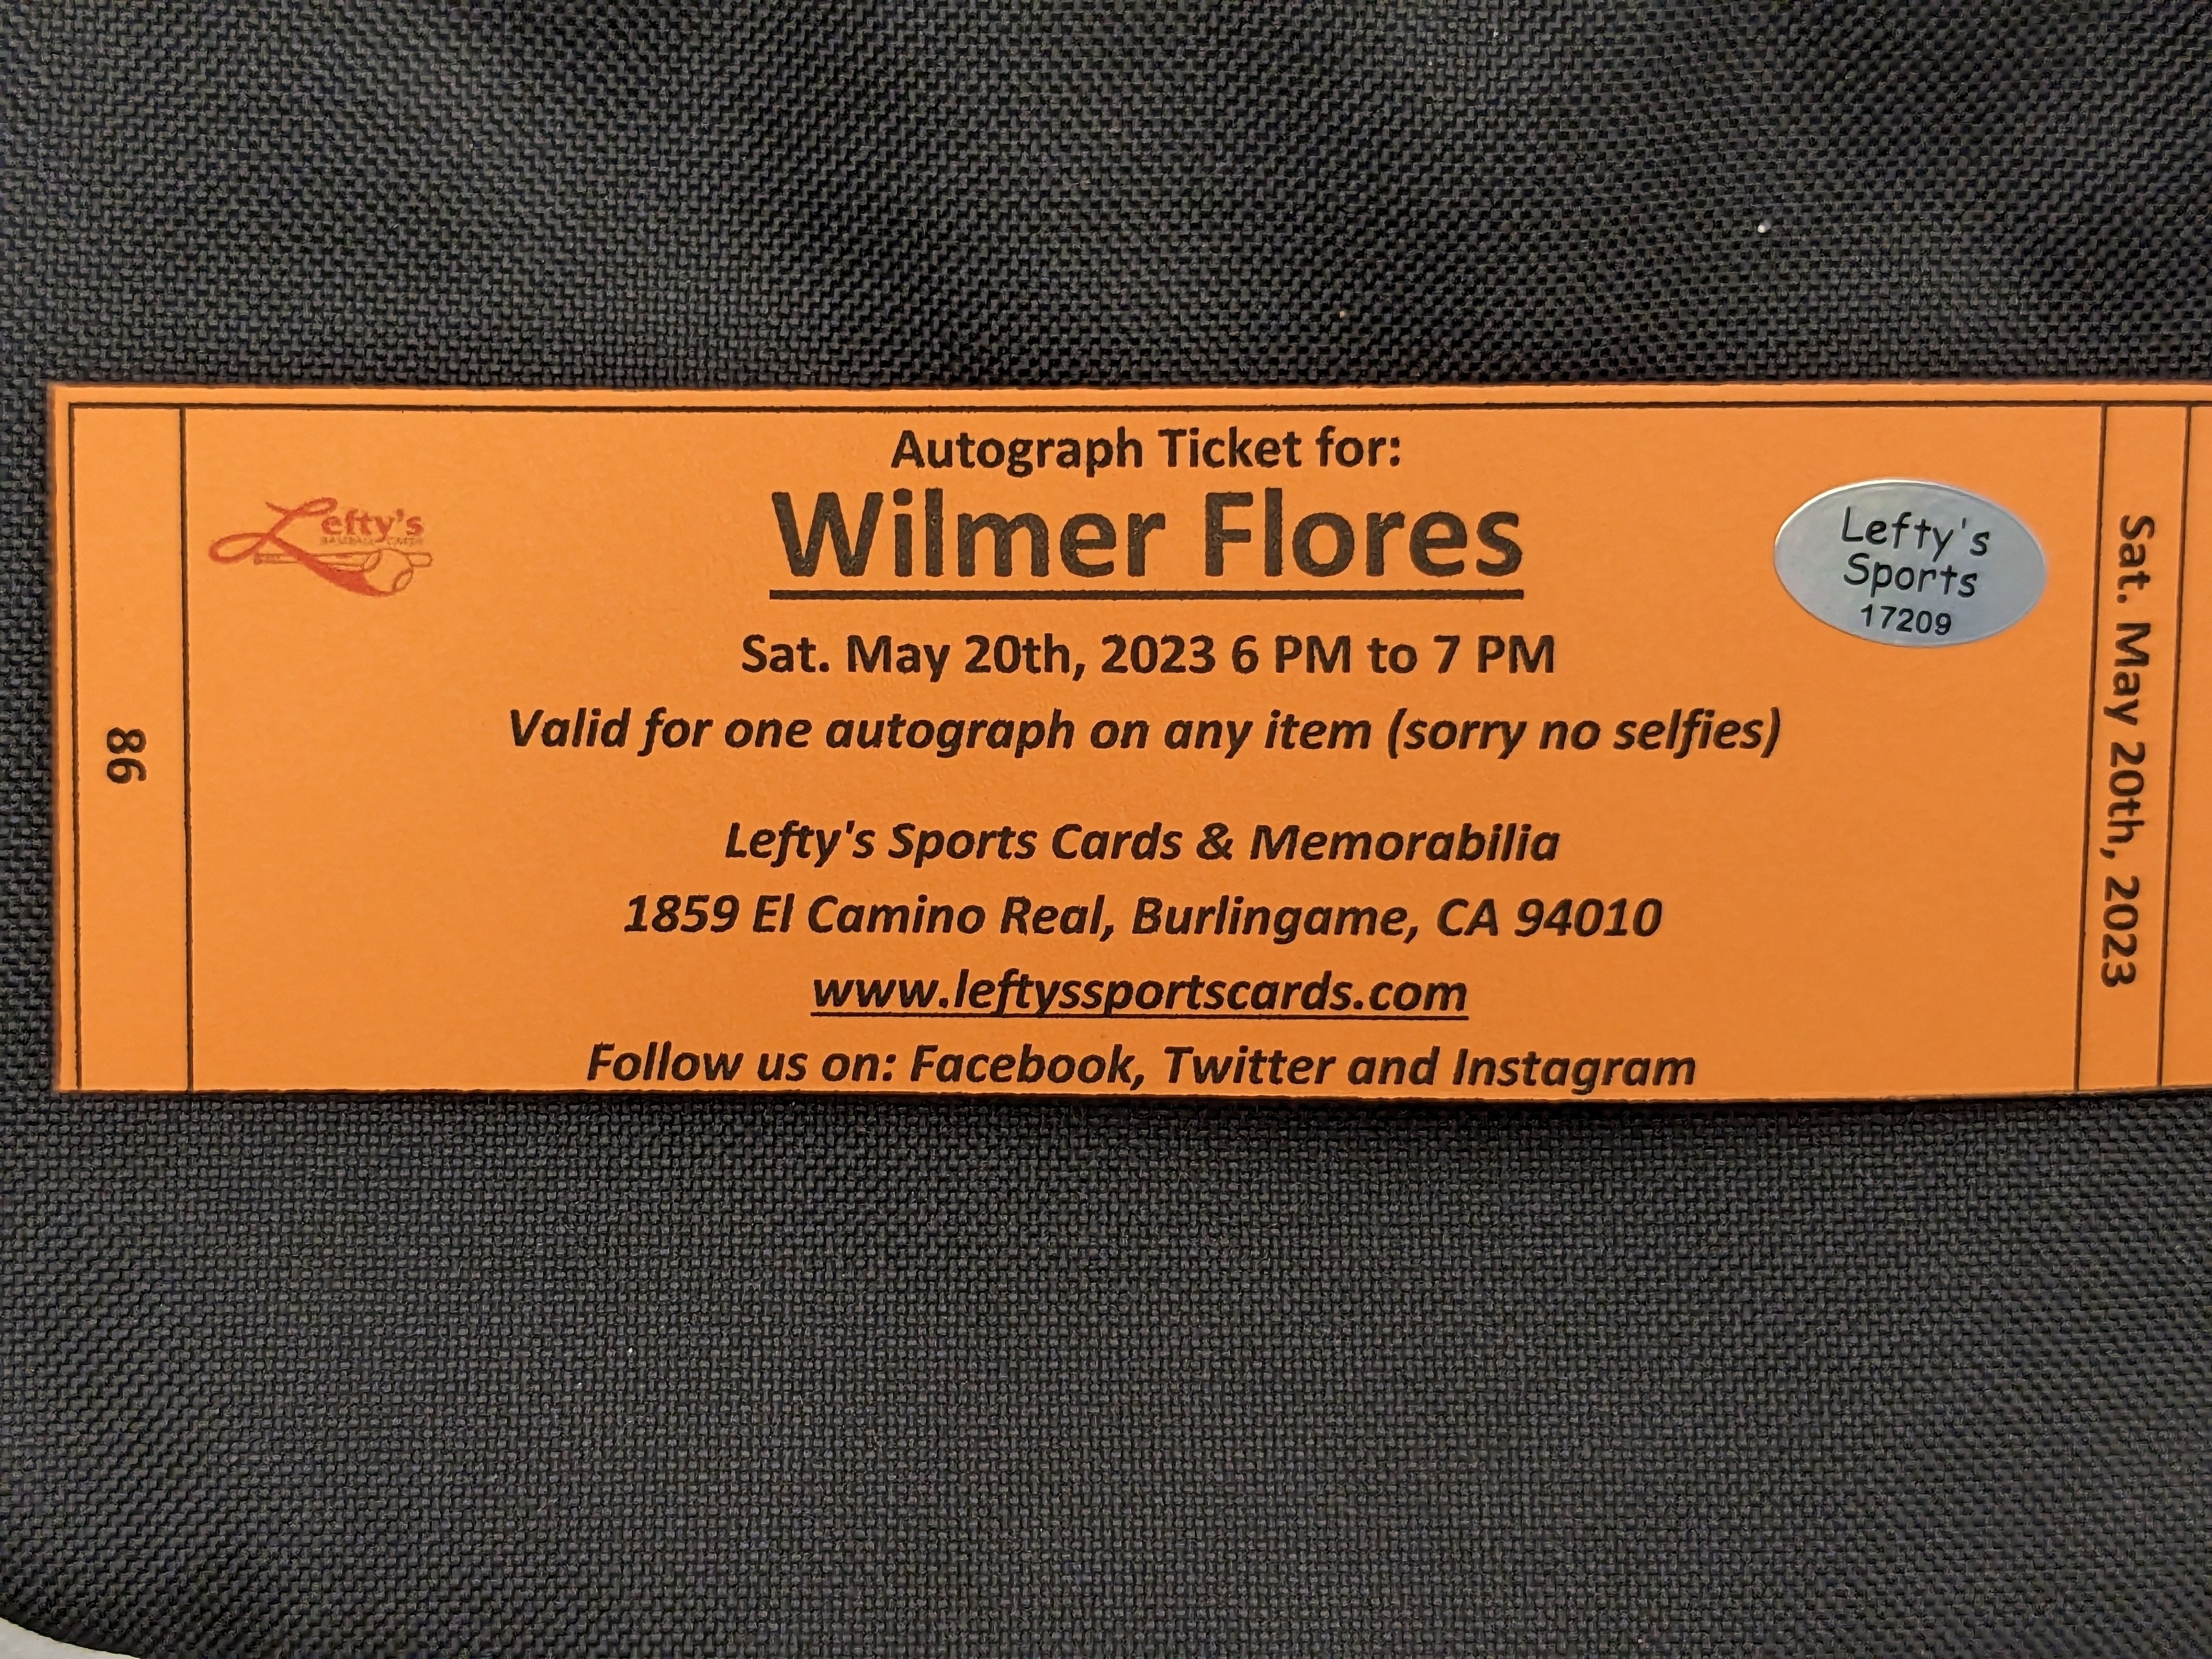 86
Lefty's
Autograph Ticket for:
Wilmer Flores
Sat. May 20th, 2023 6 PM to 7 PM
Valid for one autograph on any item (sorry no selfies)
Lefty's Sports Cards & Memorabilia
1859 El Camino Real, Burlingame, CA 94010
www.leftyssportscards.com
Follow us on: Facebook, Twitter and Instagram
Lefty's
Sports
17209
Sat. May 20th, 2023